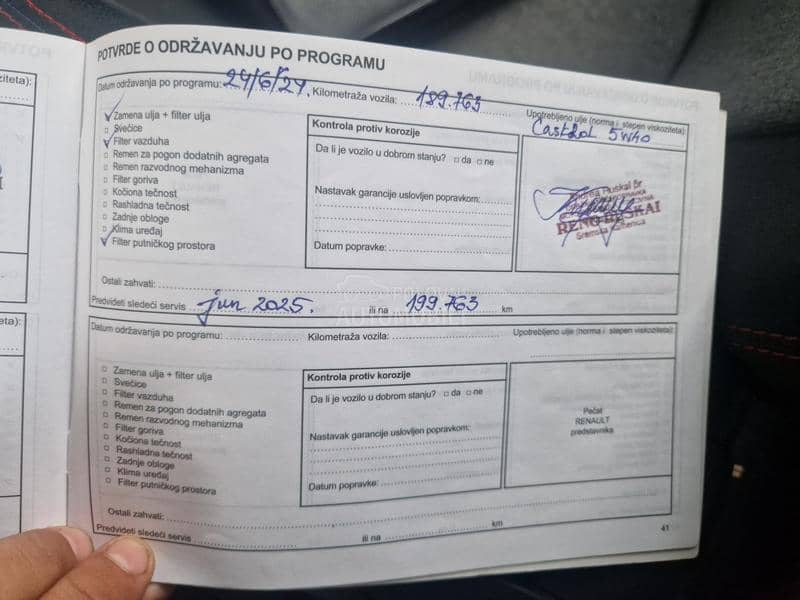 POTVRDE O ODRŽAVANJU PO PROGRAMU
Datum održavanja po programu: 24/6/24. Kilometraža vozila: 189.763 Upotrebljeno ulje (norma i stepen viskoziteta):
Castrol 5W40
Zamena ulja + filter ulja
Svećice
Filter vazduha
Remen za pogon dodatnih agregata
Remen razvodnog mehanizma
Filter goriva
Kočiona tečnost
Rashladna tečnost
Zadnje obloge
Klima uređaj
Filter putničkog prostora
Kontrola protiv korozije
Da li je vozilo u dobrom stanju? da ne
Nastavak garancije uslovljen popravkom:
Datum popravke:
RENO RUSKAI
Sremska Kamenica
Ostali zahvati:
Predvideti sledeći servis jun 2025. ili na 199.763 km
Datum održavanja po programu: Kilometraža vozila: Upotrebljeno ulje (norma i stepen viskoziteta):
Zamena ulja + filter ulja
Svećice
Filter vazduha
Remen za pogon dodatnih agregata
Remen razvodnog mehanizma
Filter goriva
Kočiona tečnost
Rashladna tečnost
Zadnje obloge
Klima uređaj
Filter putničkog prostora
Kontrola protiv korozije
Da li je vozilo u dobrom stanju? da ne
Nastavak garancije uslovljen popravkom:
Datum popravke:
Pečat
RENAULT
predstavnika
Ostali zahvati:
Predvideti sledeći servis ili na km
41